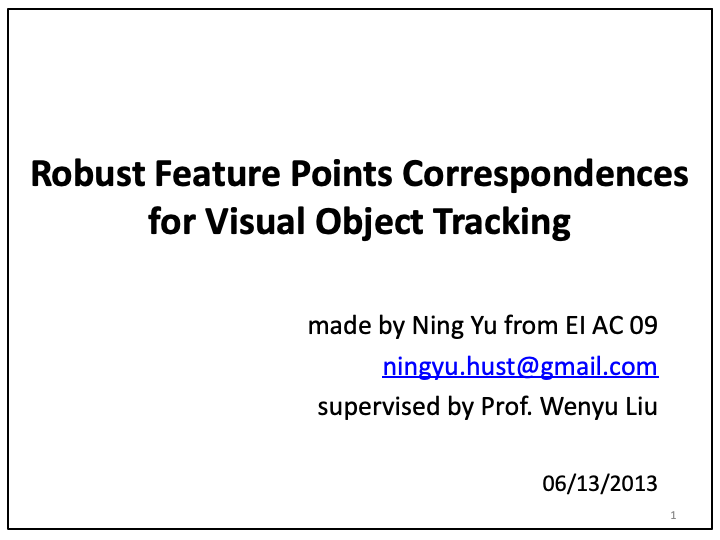 Robust Feature Points Correspondences
for Visual Object Tracking
made by Ning Yu from EI AC 09
ningyu.hust@gmail.com
supervised by Prof. Wenyu Liu
06/13/2013
1